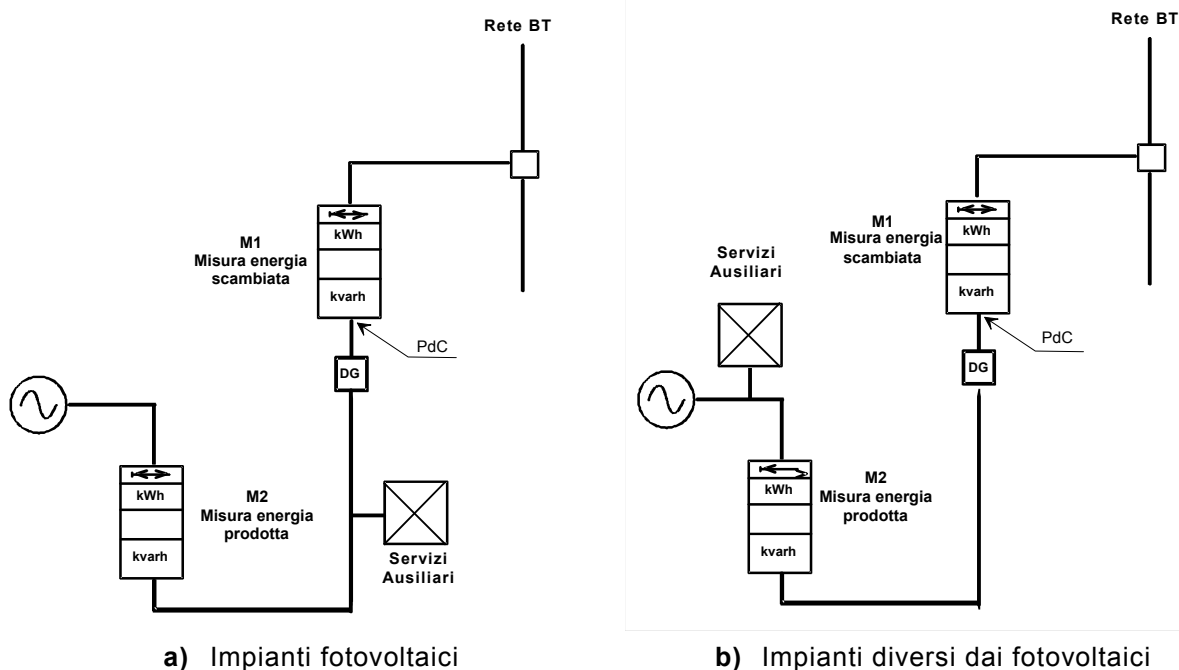 Rete BT
M1
Misura energia
scambiata
kWh
kvarh
PdC
DG
M2
Misura energia
prodotta
kWh
kvarh
Servizi
Ausiliari
a) Impianti fotovoltaici
Rete BT
M1
Misura energia
scambiata
kWh
kvarh
PdC
DG
Servizi
Ausiliari
M2
Misura energia
prodotta
kWh
kvarh
b) Impianti diversi dai fotovoltaici